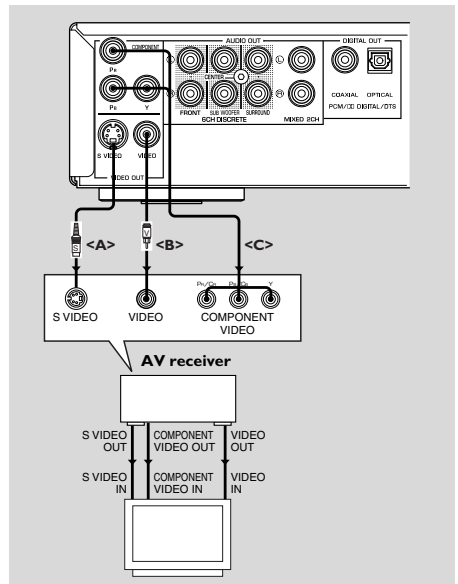 AUDIO OUT
DIGITAL OUT
COMPONENT
PR
L
L
CENTER
PB
Y
R
R
COAXIAL OPTICAL
FRONT SUB WOOFER SURROUND
6CH DISCRETE
MIXED 2CH
PCM/DD DIGITAL/DTS
S VIDEO
VIDEO
VIDEO OUT
<A>
<B>
<C>
S
V
PR/CR PB/CB Y
S VIDEO
VIDEO
COMPONENT
VIDEO
AV receiver
S VIDEO
OUT
COMPONENT
VIDEO OUT
VIDEO
OUT
S VIDEO
IN
COMPONENT
VIDEO IN
VIDEO
IN